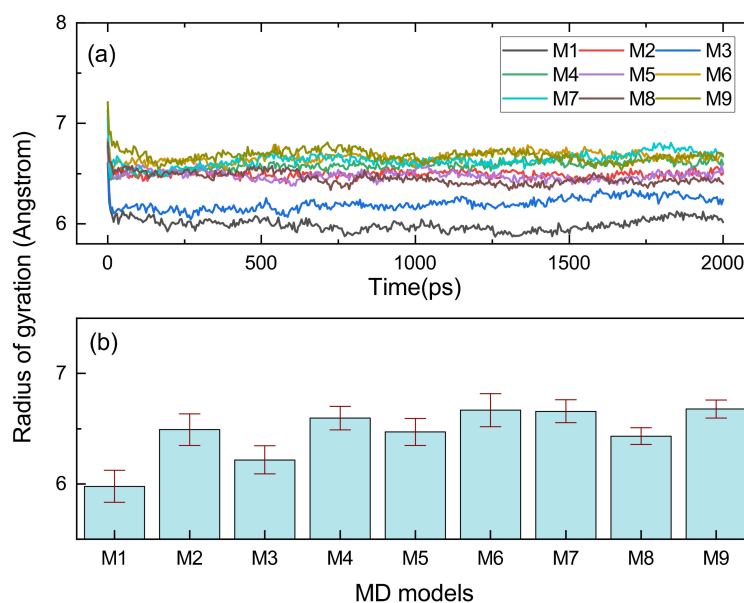 8
(a)
M1 M2 M3
M4 M5 M6
M7 M8 M9
7
6
0 500 1000 1500 2000
Time(ps)
Radius of gyration (Angstrom)
(b)
7
6
M1 M2 M3 M4 M5 M6 M7 M8 M9
MD models